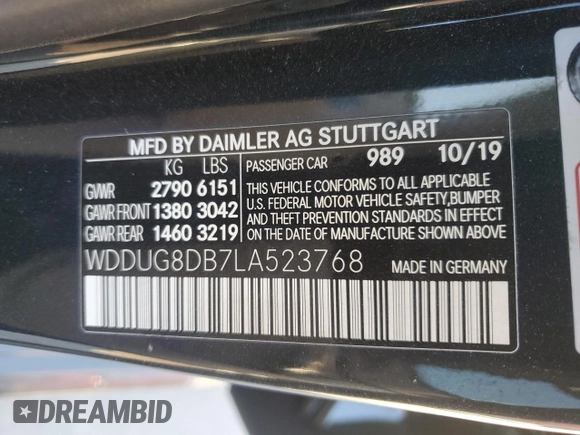 MFD BY DAIMLER AG STUTTGART
KG LBS PASSENGER CAR 989 10/19
GVWR 2790 6151 THIS VEHICLE CONFORMS TO ALL APPLICABLE
U.S. FEDERAL MOTOR VEHICLE SAFETY, BUMPER
GAWR FRONT 1380 3042 AND THEFT PREVENTION STANDARDS IN EFFECT
GAWR REAR 1460 3219 ON THE DATE OF MANUFACTURE SHOWN ABOVE.
WDDUG8DB7LA523768 MADE IN GERMANY
DREAMBID